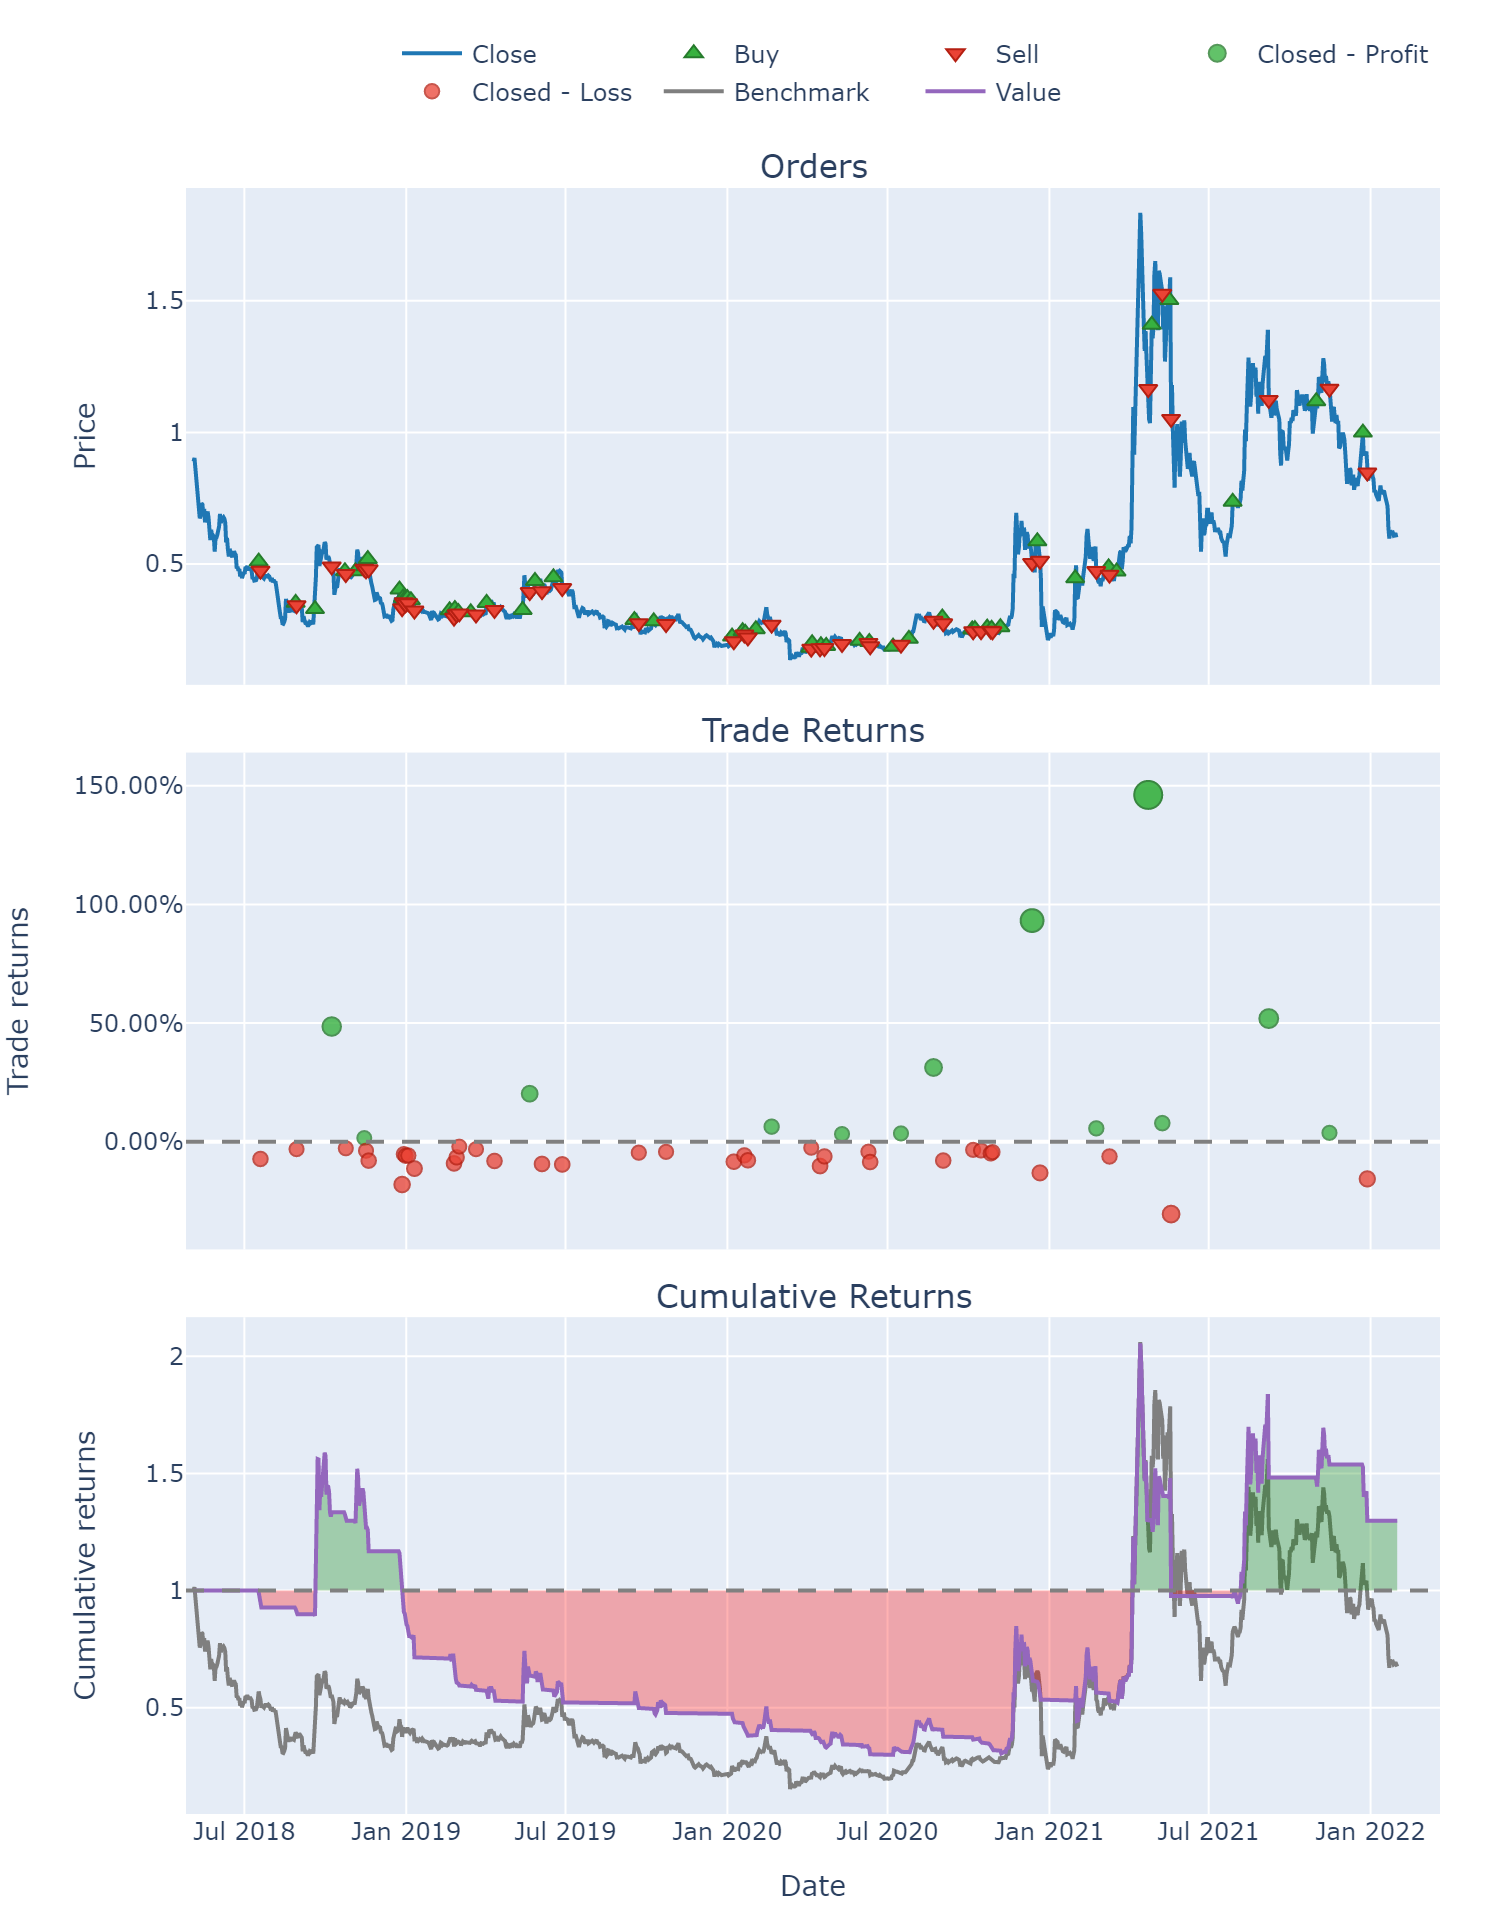 Close Buy Sell Closed - Profit
Closed - Loss Benchmark Value
Orders
Price
1.5
1
0.5
Trade Returns
Trade returns
150.00%
100.00%
50.00%
0.00%
Cumulative Returns
Cumulative returns
2
1.5
1
0.5
Jul 2018 Jan 2019 Jul 2019 Jan 2020 Jul 2020 Jan 2021 Jul 2021 Jan 2022
Date